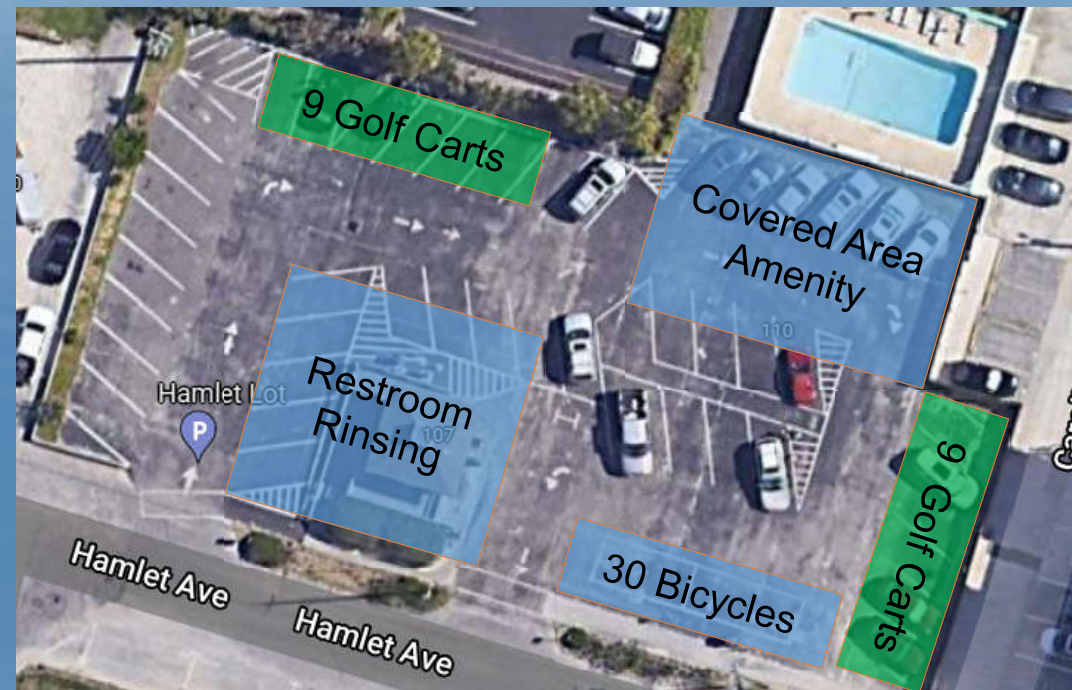 9 Golf Carts
Covered Area
Amenity
110
Restroom
Rinsing
107
Hamlet Lot
P
9 Golf Carts
30 Bicycles
Hamlet Ave
Hamlet Ave